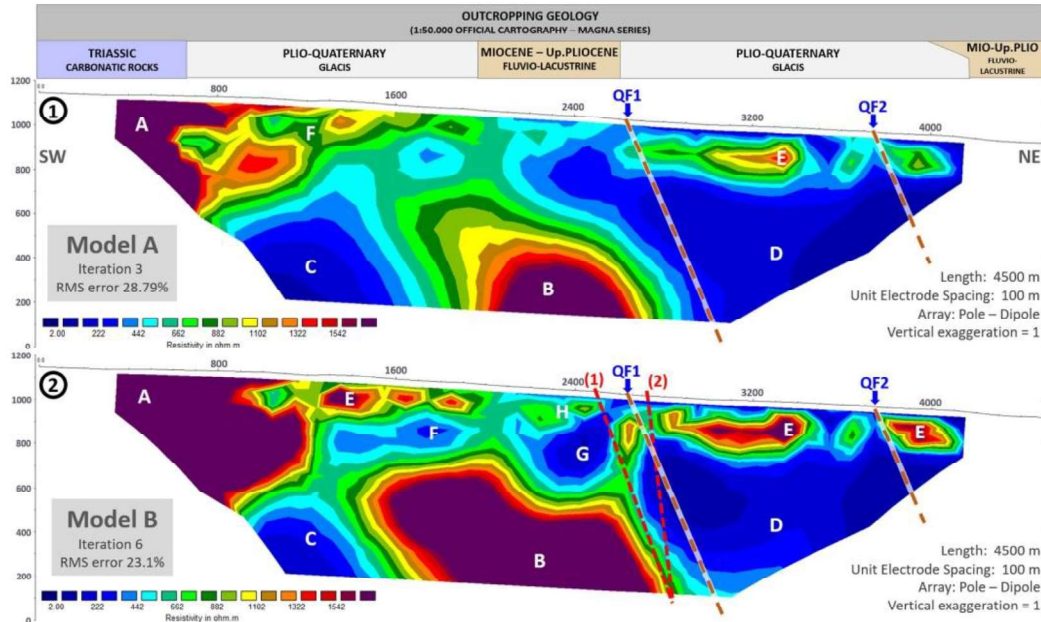 OUTCROPPING GEOLOGY
(1:50.000 OFFICIAL CARTOGRAPHY – MAGNA SERIES)
TRIASSIC
CARBONATIC ROCKS
PLIO-QUATERNARY
GLACIS
MIOCENE – Up.PLIOCENE
FLUVIO-LACUSTRINE
PLIO-QUATERNARY
GLACIS
MIO-Up.PLIO
FLUVIO-
LACUSTRINE
1200
1000
800
600
400
200
0
0.0
800
1600
2400
3200
4000
1
SW
NE
QF1
QF2
A
F
E
C
B
D
Model A
Iteration 3
RMS error 28.79%
Length: 4500 m
Unit Electrode Spacing: 100 m
Array: Pole – Dipole
Vertical exaggeration = 1
2.00 222 442 662 882 1102 1322 1542
Resistivity in ohm.m
1200
1000
800
600
400
200
0
0.0
800
1600
2400
3200
4000
2
(1)
QF1
(2)
QF2
A
E
F
H
G
E
E
C
B
D
Model B
Iteration 6
RMS error 23.1%
Length: 4500 m
Unit Electrode Spacing: 100 m
Array: Pole – Dipole
Vertical exaggeration = 1
2.00 222 442 662 882 1102 1322 1542
Resistivity in ohm.m